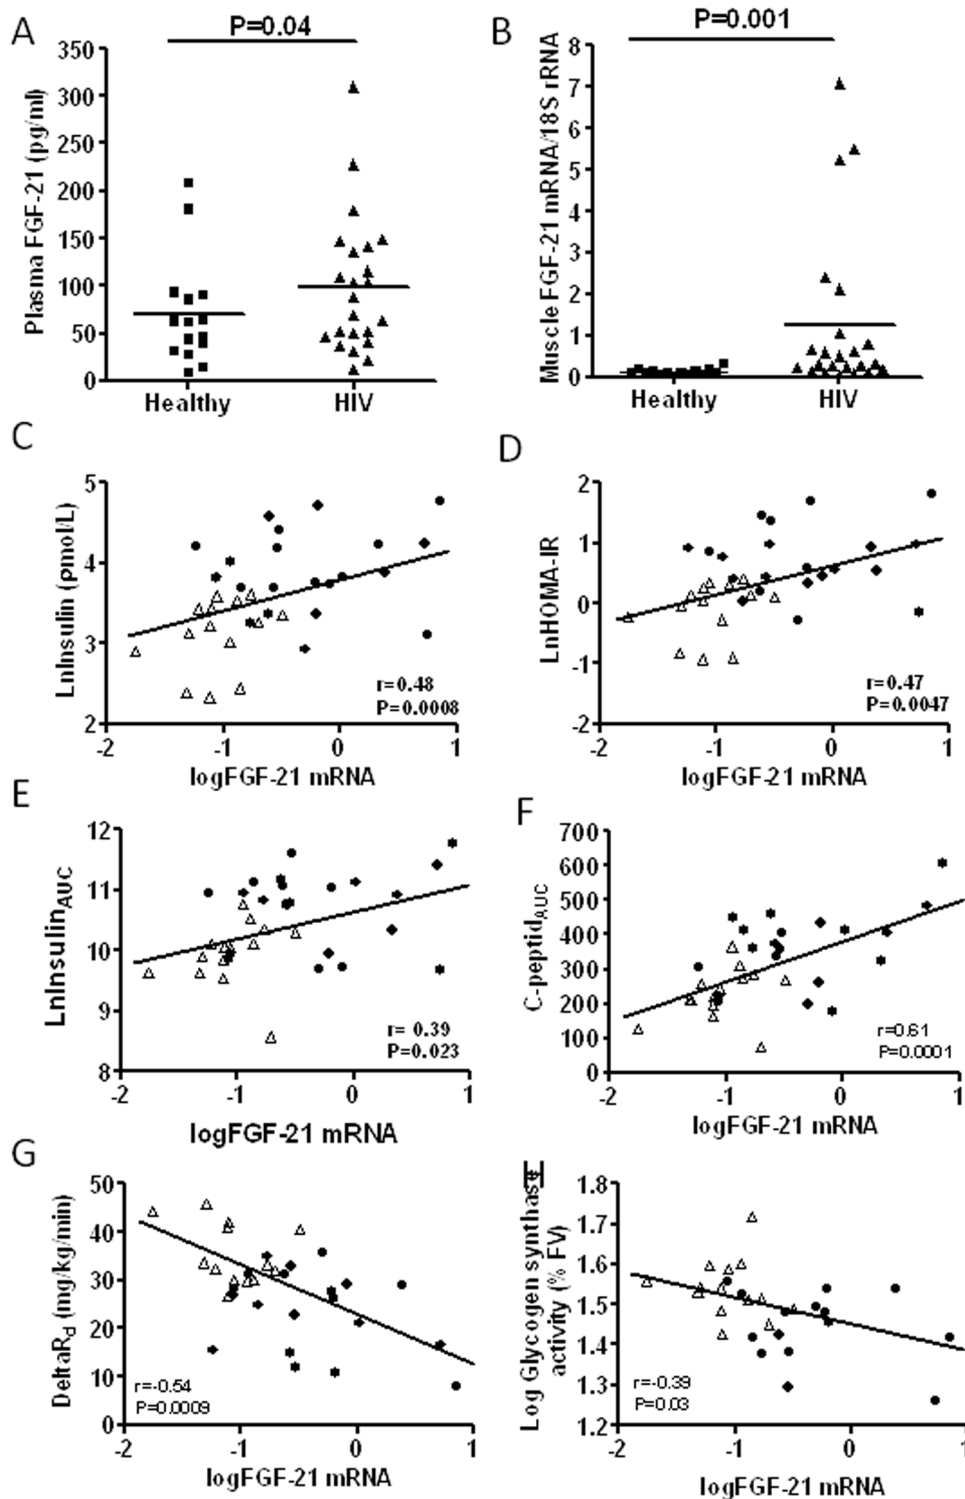 A
P=0.04
Plasma FGF-21 (pg/ml)
350
300
250
200
150
100
50
0
Healthy
HIV
B
P=0.001
Muscle FGF-21 mRNA/18S rRNA
8
7
6
5
4
3
2
1
0
Healthy
HIV
C
LnInsulin (pmol/L)
5
4
3
2
-2
-1
0
1
r=0.48
P=0.0008
logFGF-21 mRNA
D
LnHOMA-IR
2
1
0
-1
-2
-2
-1
0
1
r=0.47
P=0.0047
logFGF-21 mRNA
E
LnInsulinAUC
12
11
10
9
8
-2
-1
0
1
r= 0.39
P=0.023
logFGF-21 mRNA
F
C-peptidAUC
700
600
500
400
300
200
100
0
-2
-1
0
1
r=0.61
P=0.0001
logFGF-21 mRNA
G
DeltaRd (mg/kg/min)
50
40
30
20
10
0
-2
-1
0
1
r=-0.54
P=0.0009
logFGF-21 mRNA
H
Log Glycogen synthase
activity (% FV)
1.8
1.7
1.6
1.5
1.4
1.3
1.2
-2
-1
0
1
r=-0.39
P=0.03
logFGF-21 mRNA